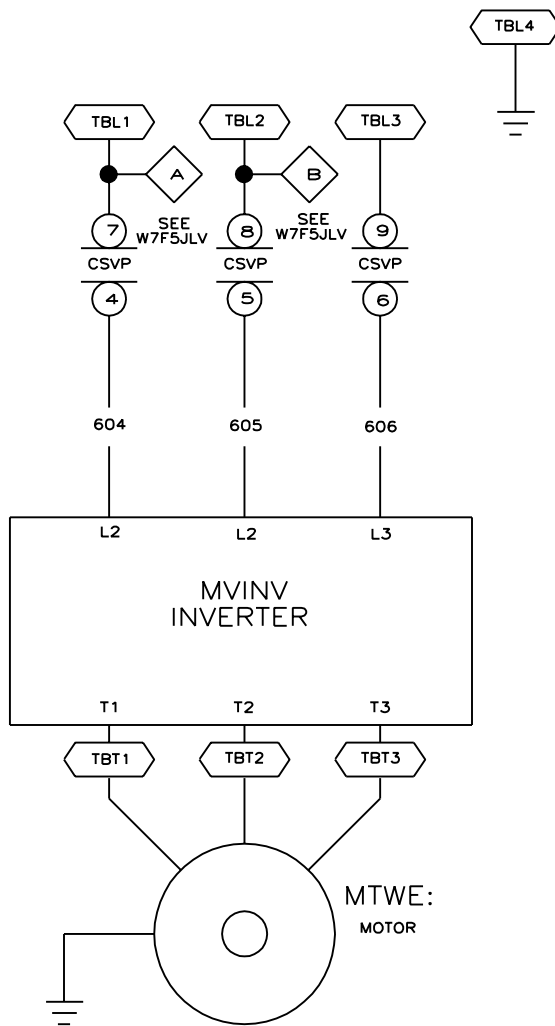 TBL4
TBL1 TBL2 TBL3
A B
7 SEE W7F5JLV 8 SEE W7F5JLV 9
CSVP CSVP CSVP
4 5 6
604 605 606
L2 L2 L3
MVINV
INVERTER
T1 T2 T3
TBT1 TBT2 TBT3
MTWE:
MOTOR